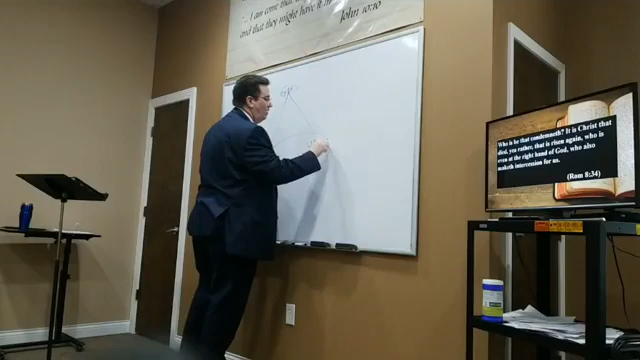 "...I am come that
and that they might have it
John 10:10
Who is he that condemneth? It is Christ that
died, yea rather, that is risen again, who is
even at the right hand of God, who also
maketh intercession for us.
(Rom 8:34)